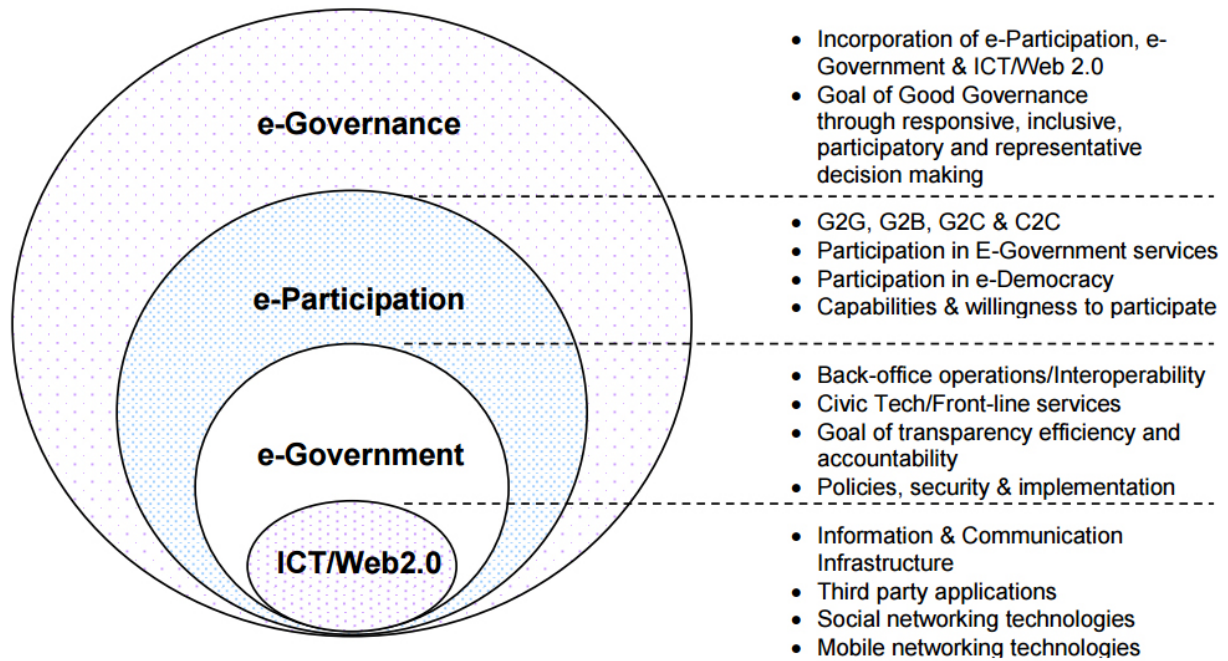 e-Governance
e-Participation
e-Government
ICT/Web2.0
• Incorporation of e-Participation, e-
Government & ICT/Web 2.0
• Goal of Good Governance
through responsive, inclusive,
participatory and representative
decision making
• G2G, G2B, G2C & C2C
• Participation in E-Government services
• Participation in e-Democracy
• Capabilities & willingness to participate
• Back-office operations/Interoperability
• Civic Tech/Front-line services
• Goal of transparency efficiency and
accountability
• Policies, security & implementation
• Information & Communication
Infrastructure
• Third party applications
• Social networking technologies
• Mobile networking technologies